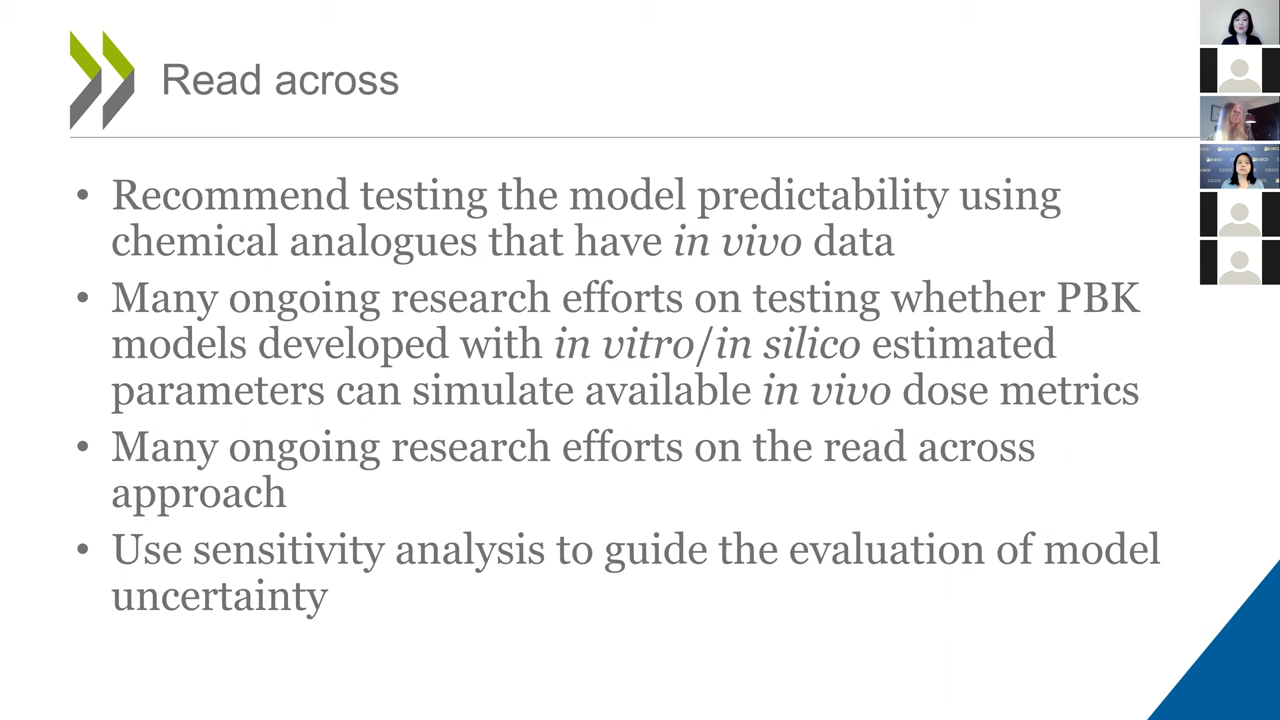 Read across
• Recommend testing the model predictability using
chemical analogues that have in vivo data
• Many ongoing research efforts on testing whether PBK
models developed with in vitro/in silico estimated
parameters can simulate available in vivo dose metrics
• Many ongoing research efforts on the read across
approach
• Use sensitivity analysis to guide the evaluation of model
uncertainty